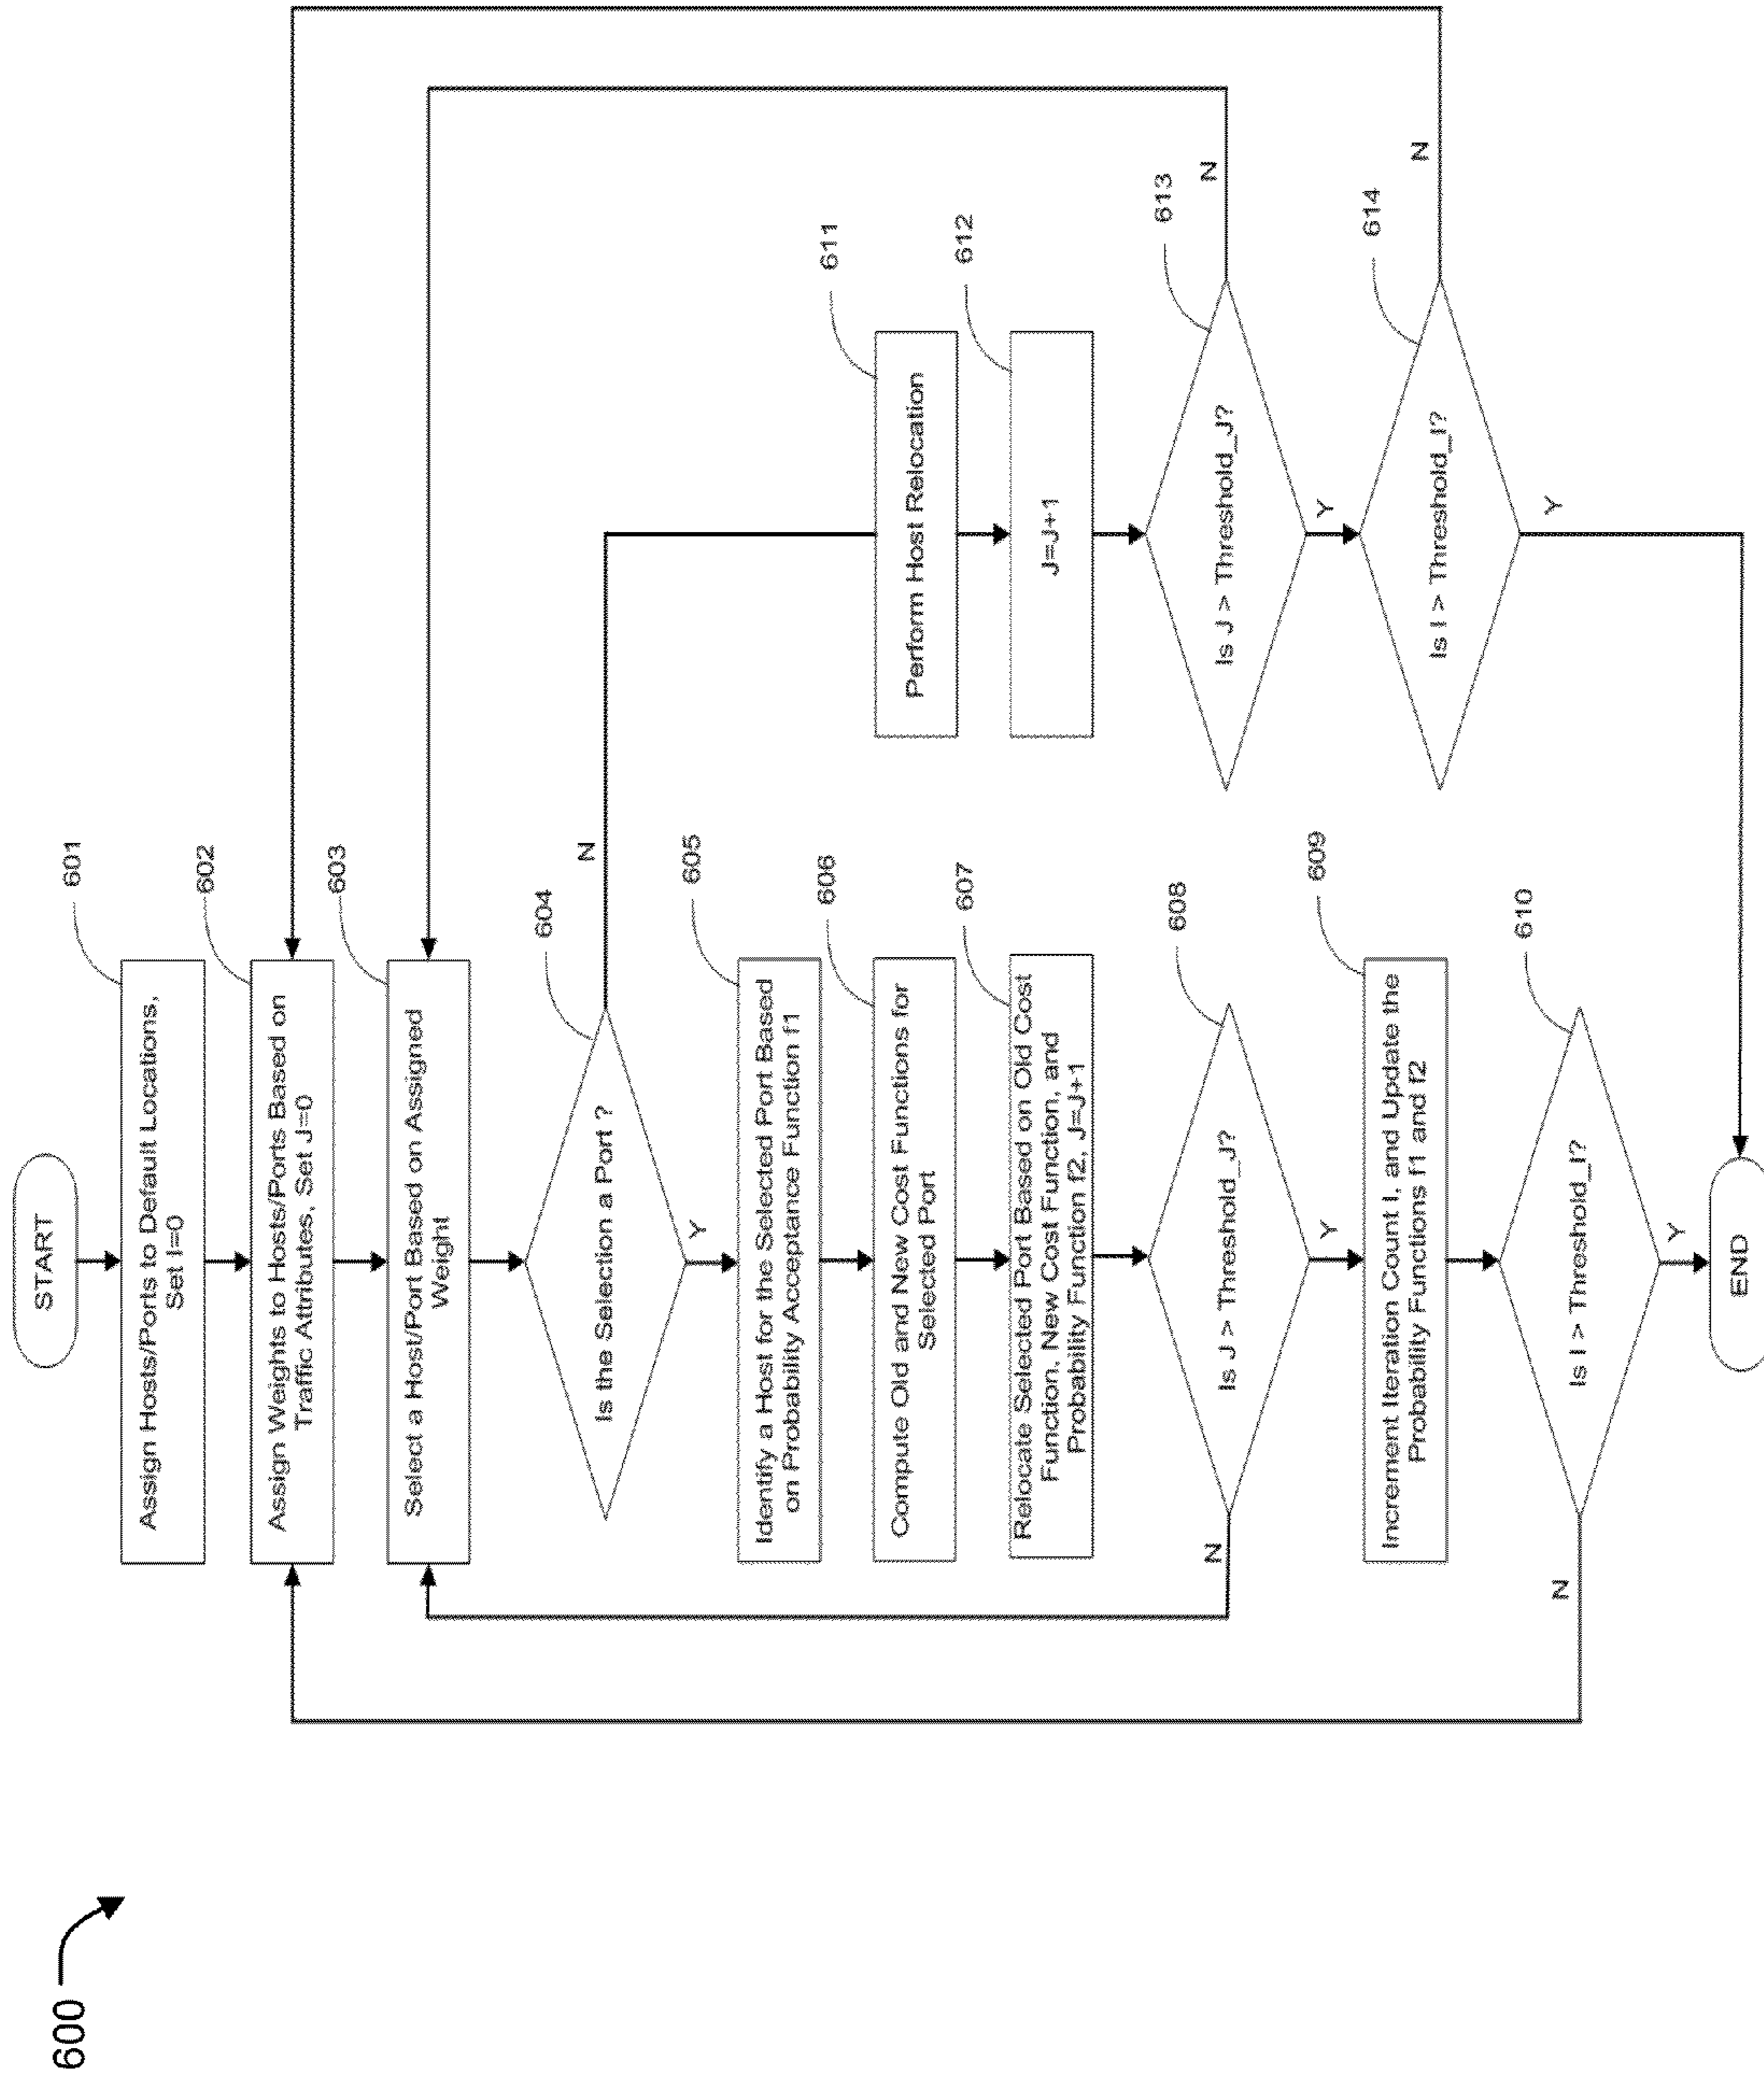 600
START
601
Assign Hosts/Ports to Default Locations,
Set I=0
602
Assign Weights to Hosts/Ports Based on
Traffic Attributes, Set J=0
603
Select a Host/Port Based on Assigned
Weight
604
Is the Selection a Port ?
N
Y
605
Identify a Host for the Selected Port Based
on Probability Acceptance Function f1
606
Compute Old and New Cost Functions for
Selected Port
607
Relocate Selected Port Based on Old Cost
Function, New Cost Function, and
Probability Function f2, J=J+1
608
Is J > Threshold_J?
N
Y
609
Increment Iteration Count I, and Update the
Probability Functions f1 and f2
610
Is I > Threshold_I?
N
Y
END
611
Perform Host Relocation
612
J=J+1
613
Is J > Threshold_J?
N
Y
614
Is I > Threshold_I?
N
Y